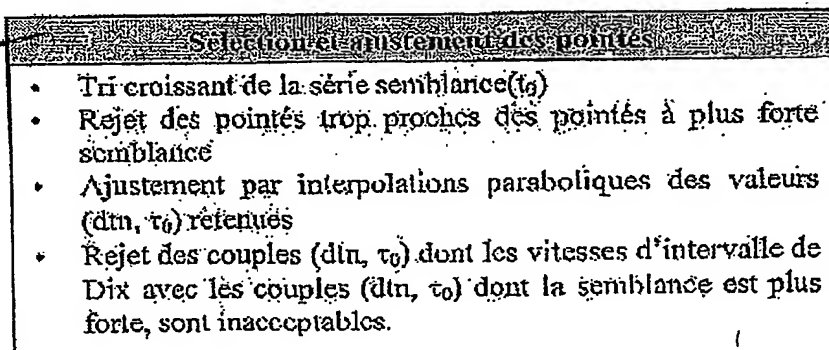 Sélection et ajustement des pointés
• Tri croissant de la série semblance(t₀)
• Rejet des pointés trop proches des pointés à plus forte
semblance
• Ajustement par interpolations paraboliques des valeurs
(dtn, τ₀) retenues
• Rejet des couples (dtn, τ₀) dont les vitesses d'intervalle de
Dix avec les couples (dtn, τ₀) dont la semblance est plus
forte, sont inacceptables.